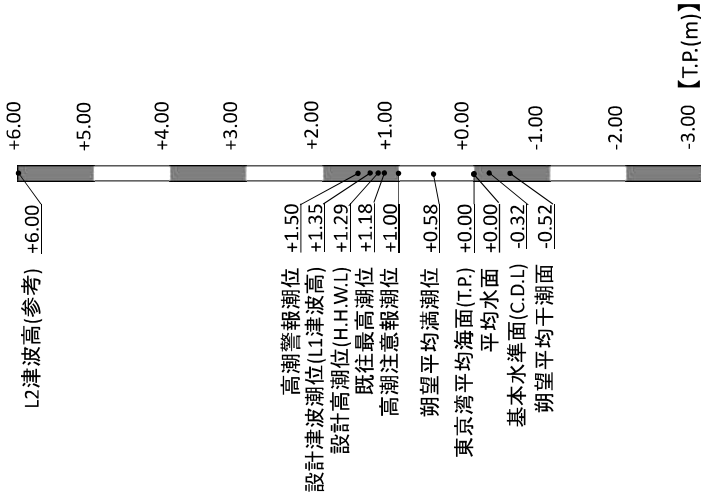 【T.P.(m)】
+6.00
+5.00
+4.00
+3.00
+2.00
+1.00
+0.00
-1.00
-2.00
-3.00
L2津波高(参考) +6.00
高潮警報潮位 +1.50
設計津波潮位(L1津波高) +1.35
設計高潮位(H.H.W.L) +1.29
既往最高潮位 +1.18
高潮注意報潮位 +1.00
朔望平均満潮位 +0.58
東京湾平均海面(T.P.) +0.00
平均水面 +0.00
基本水準面(C.D.L) -0.32
朔望平均干潮面 -0.52